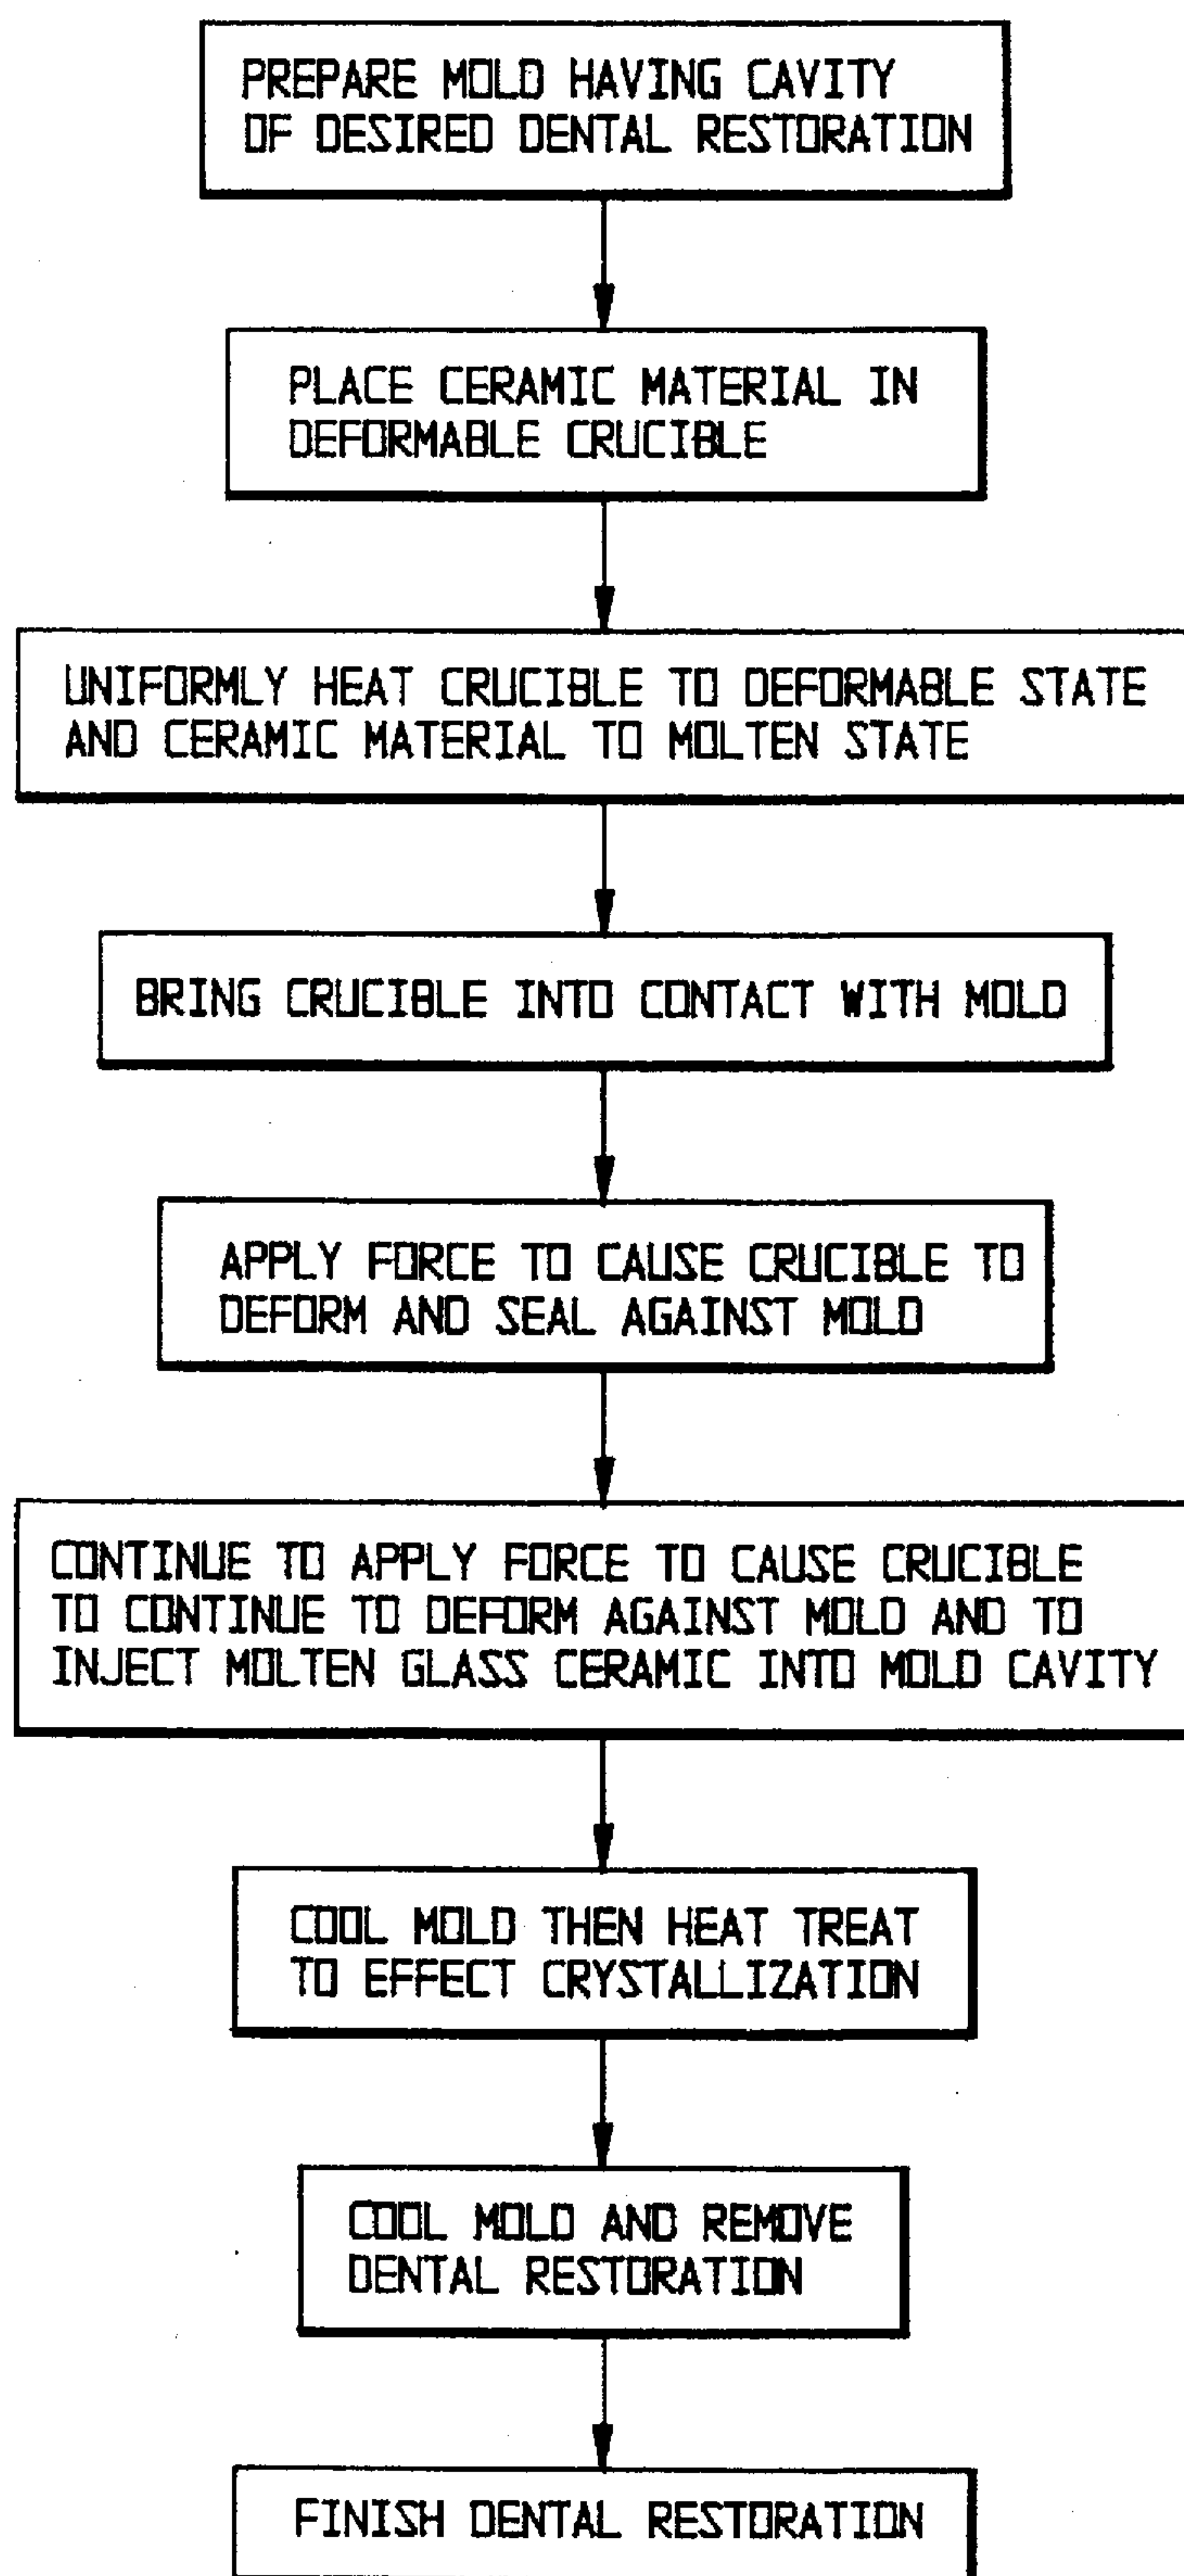 PREPARE MOLD HAVING CAVITY
OF DESIRED DENTAL RESTORATION
PLACE CERAMIC MATERIAL IN
DEFORMABLE CRUCIBLE
UNIFORMLY HEAT CRUCIBLE TO DEFORMABLE STATE
AND CERAMIC MATERIAL TO MOLTEN STATE
BRING CRUCIBLE INTO CONTACT WITH MOLD
APPLY FORCE TO CAUSE CRUCIBLE TO
DEFORM AND SEAL AGAINST MOLD
CONTINUE TO APPLY FORCE TO CAUSE CRUCIBLE
TO CONTINUE TO DEFORM AGAINST MOLD AND TO
INJECT MOLTEN GLASS CERAMIC INTO MOLD CAVITY
COOL MOLD THEN HEAT TREAT
TO EFFECT CRYSTALLIZATION
COOL MOLD AND REMOVE
DENTAL RESTORATION
FINISH DENTAL RESTORATION